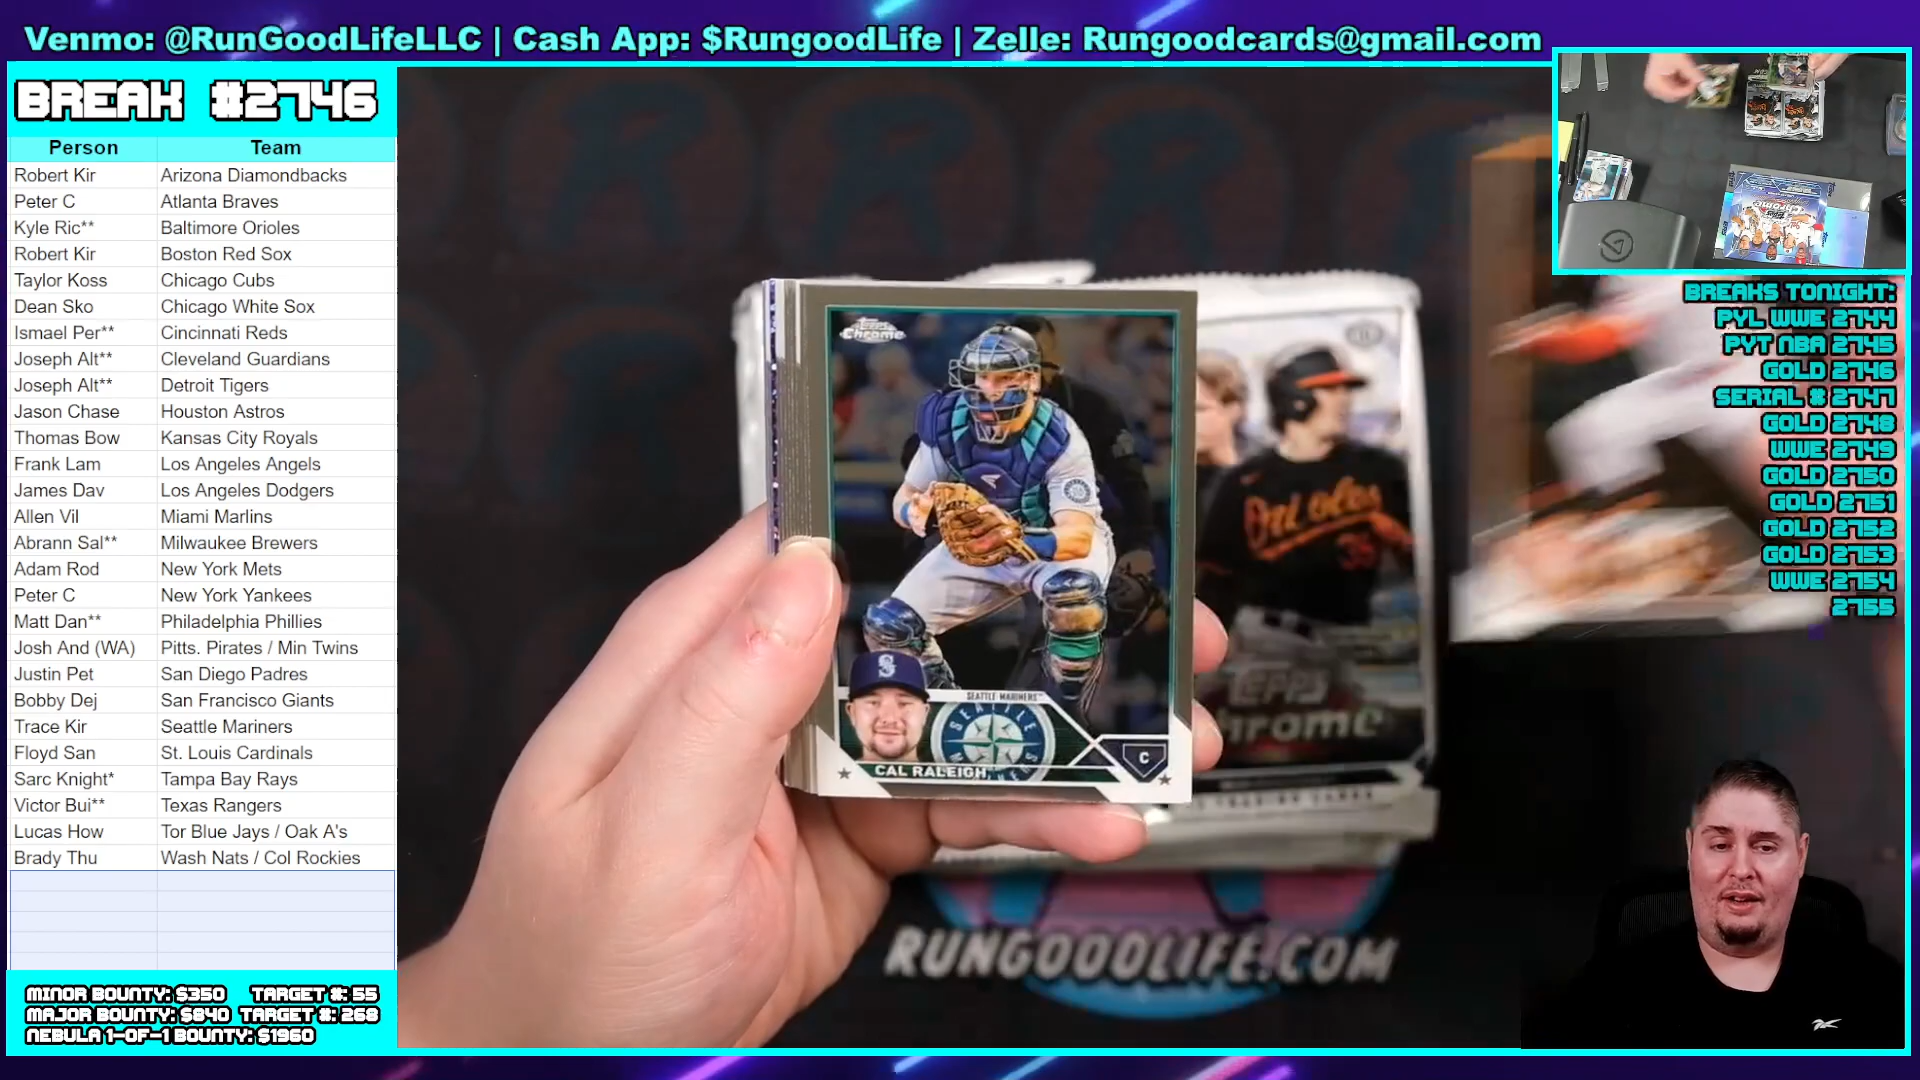 Venmo: @RunGoodLifeLLC | Cash App: $RungoodLife | Zelle: Rungoodcards@gmail.com
BREAK #2746
Person Team
Robert Kir Arizona Diamondbacks
Peter C Atlanta Braves
Kyle Ric** Baltimore Orioles
Robert Kir Boston Red Sox
Taylor Koss Chicago Cubs
Dean Sko Chicago White Sox
Ismael Per** Cincinnati Reds
Joseph Alt** Cleveland Guardians
Joseph Alt** Detroit Tigers
Jason Chase Houston Astros
Thomas Bow Kansas City Royals
Frank Lam Los Angeles Angels
James Dav Los Angeles Dodgers
Allen Vil Miami Marlins
Abrann Sal** Milwaukee Brewers
Adam Rod New York Mets
Peter C New York Yankees
Matt Dan** Philadelphia Phillies
Josh And (WA) Pitts. Pirates / Min Twins
Justin Pet San Diego Padres
Bobby Dej San Francisco Giants
Trace Kir Seattle Mariners
Floyd San St. Louis Cardinals
Sarc Knight* Tampa Bay Rays
Victor Bui** Texas Rangers
Lucas How Tor Blue Jays / Oak A's
Brady Thu Wash Nats / Col Rockies
MINOR BOUNTY: $350 TARGET #: 55
MAJOR BOUNTY: $840 TARGET #: 268
NEBULA 1-OF-1 BOUNTY: $1960
Topps
Chrome
SEATTLE MARINERS™
S
CAL RALEIGH
C
Orioles
35
Topps
Chrome
RUNGOODLIFE.COM
BREAKS TONIGHT:
PYL WWE 2744
PYT NBA 2745
GOLD 2746
SERIAL # 2747
GOLD 2748
WWE 2749
GOLD 2750
GOLD 2751
GOLD 2752
GOLD 2753
WWE 2754
2755